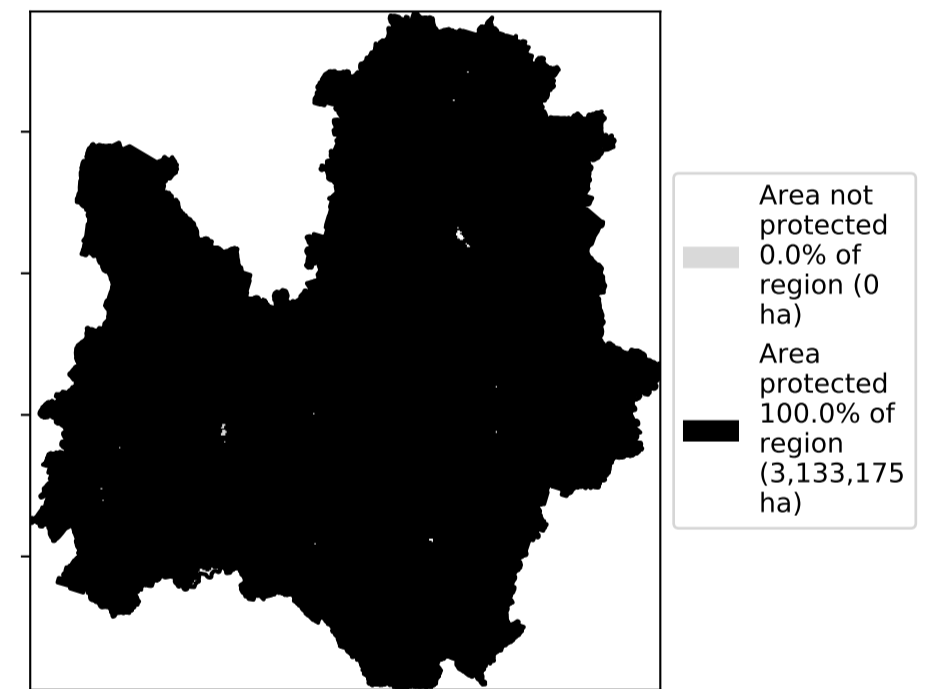 Area not
protected
0.0% of
region (0
ha)
Area
protected
100.0% of
region
(3,133,175
ha)